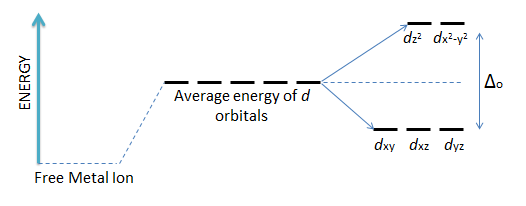 ENERGY
Free Metal Ion
Average energy of d
orbitals
dz² dx²-y²
Δo
dxy dxz dyz